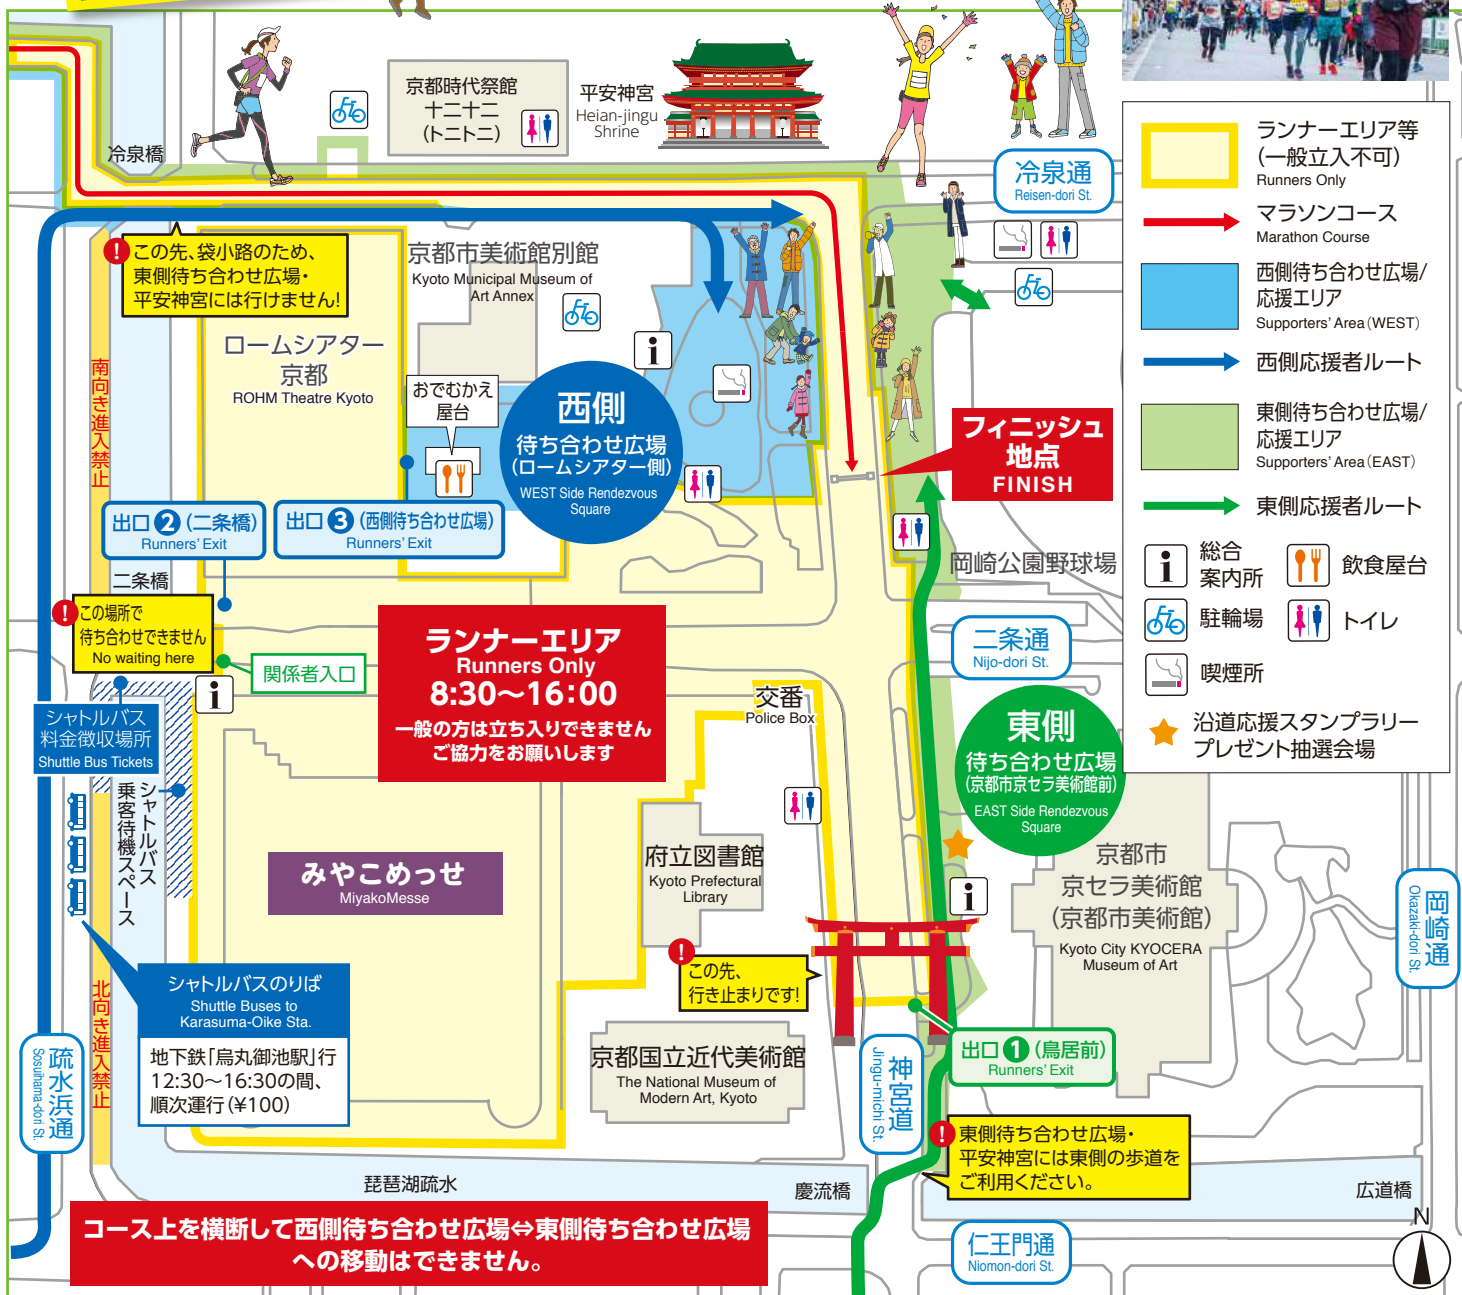 京都時代祭館
十二十二
(トニトニ)
平安神宮
Heian-jingu
Shrine
冷泉橋
冷泉通
Reisen-dori St.
この先、袋小路のため、
東側待ち合わせ広場・
平安神宮には行けません!
京都市美術館別館
Kyoto Municipal Museum of
Art Annex
ロームシアター
京都
ROHM Theatre Kyoto
南向き進入禁止
おでむかえ
屋台
西側
待ち合わせ広場
(ロームシアター側)
WEST Side Rendezvous
Square
フィニッシュ
地点
FINISH
出口2(二条橋)
Runners' Exit
出口3(西側待ち合わせ広場)
Runners' Exit
岡崎公園野球場
二条橋
この場所で
待ち合わせできません
No waiting here
関係者入口
ランナーエリア
Runners Only
8:30〜16:00
一般の方は立ち入りできません
ご協力をお願いします
二条通
Nijo-dori St.
交番
Police Box
シャトルバス
料金徴収場所
Shuttle Bus Tickets
シャトルバス
乗客待機スペース
東側
待ち合わせ広場
(京都市京セラ美術館前)
EAST Side Rendezvous
Square
みやこめっせ
MiyakoMesse
府立図書館
Kyoto Prefectural
Library
京都市
京セラ美術館
(京都市美術館)
Kyoto City KYOCERA
Museum of Art
岡崎通
Okazaki-dori St.
この先、
行き止まりです!
シャトルバスのりば
Shuttle Buses to
Karasuma-Oike Sta.
地下鉄「烏丸御池駅」行
12:30〜16:30の間、
順次運行(¥100)
北向き進入禁止
疏水浜通
Sosuihama-dori St.
京都国立近代美術館
The National Museum of
Modern Art, Kyoto
神宮道
Jingu-michi St.
出口1(鳥居前)
Runners' Exit
東側待ち合わせ広場・
平安神宮には東側の歩道を
ご利用ください。
琵琶湖疏水
慶流橋
広道橋
コース上を横断して西側待ち合わせ広場⇔東側待ち合わせ広場
への移動はできません。
仁王門通
Niomon-dori St.
N
ランナーエリア等
(一般立入不可)
Runners Only
マラソンコース
Marathon Course
西側待ち合わせ広場/
応援エリア
Supporters' Area(WEST)
西側応援者ルート
東側待ち合わせ広場/
応援エリア
Supporters' Area(EAST)
東側応援者ルート
総合
案内所
飲食屋台
駐輪場
トイレ
喫煙所
沿道応援スタンプラリー
プレゼント抽選会場